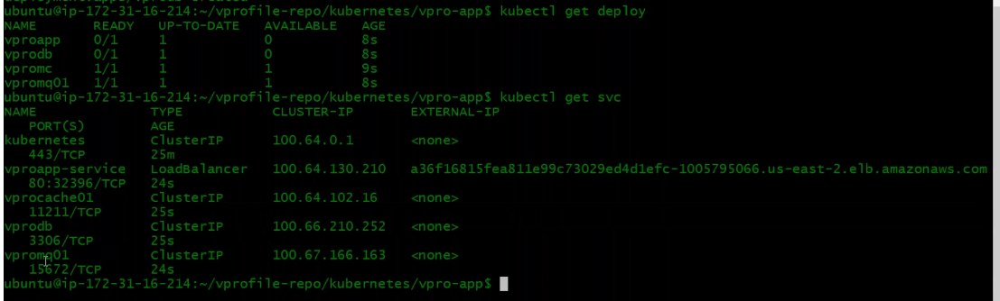 ubuntu@ip-172-31-16-214:~/vprofile-repo/kubernetes/vpro-app$ kubectl get deploy
NAME READY UP-TO-DATE AVAILABLE AGE
vproapp 0/1 1 0 8s
vprodb 0/1 1 0 8s
vpromc 1/1 1 1 9s
vpromq01 1/1 1 1 8s
ubuntu@ip-172-31-16-214:~/vprofile-repo/kubernetes/vpro-app$ kubectl get svc
NAME TYPE CLUSTER-IP EXTERNAL-IP
PORT(S) AGE
kubernetes ClusterIP 100.64.0.1 <none>
443/TCP 25m
vproapp-service LoadBalancer 100.64.130.210 a36f16815fea811e99c73029ed4d1efc-1005795066.us-east-2.elb.amazonaws.com
80:32396/TCP 24s
vprocache01 ClusterIP 100.64.102.16 <none>
11211/TCP 25s
vprodb ClusterIP 100.66.210.252 <none>
3306/TCP 25s
vpromq01 ClusterIP 100.67.166.163 <none>
15672/TCP 24s
ubuntu@ip-172-31-16-214:~/vprofile-repo/kubernetes/vpro-app$